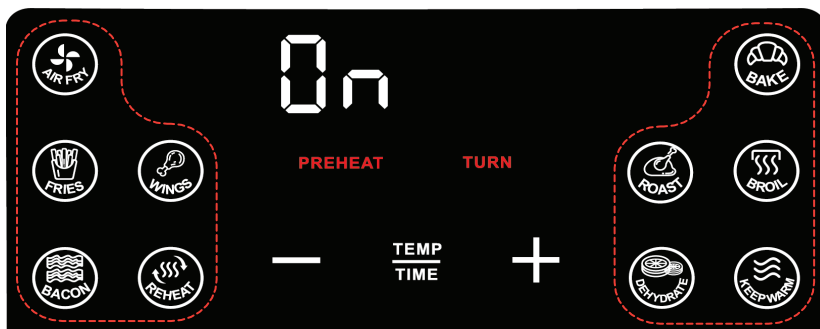 AIR FRY
On
BAKE
FRIES
WINGS
PREHEAT
TURN
ROAST
BROIL
BACON
REHEAT
−
TEMP
TIME
+
DEHYDRATE
KEEP WARM